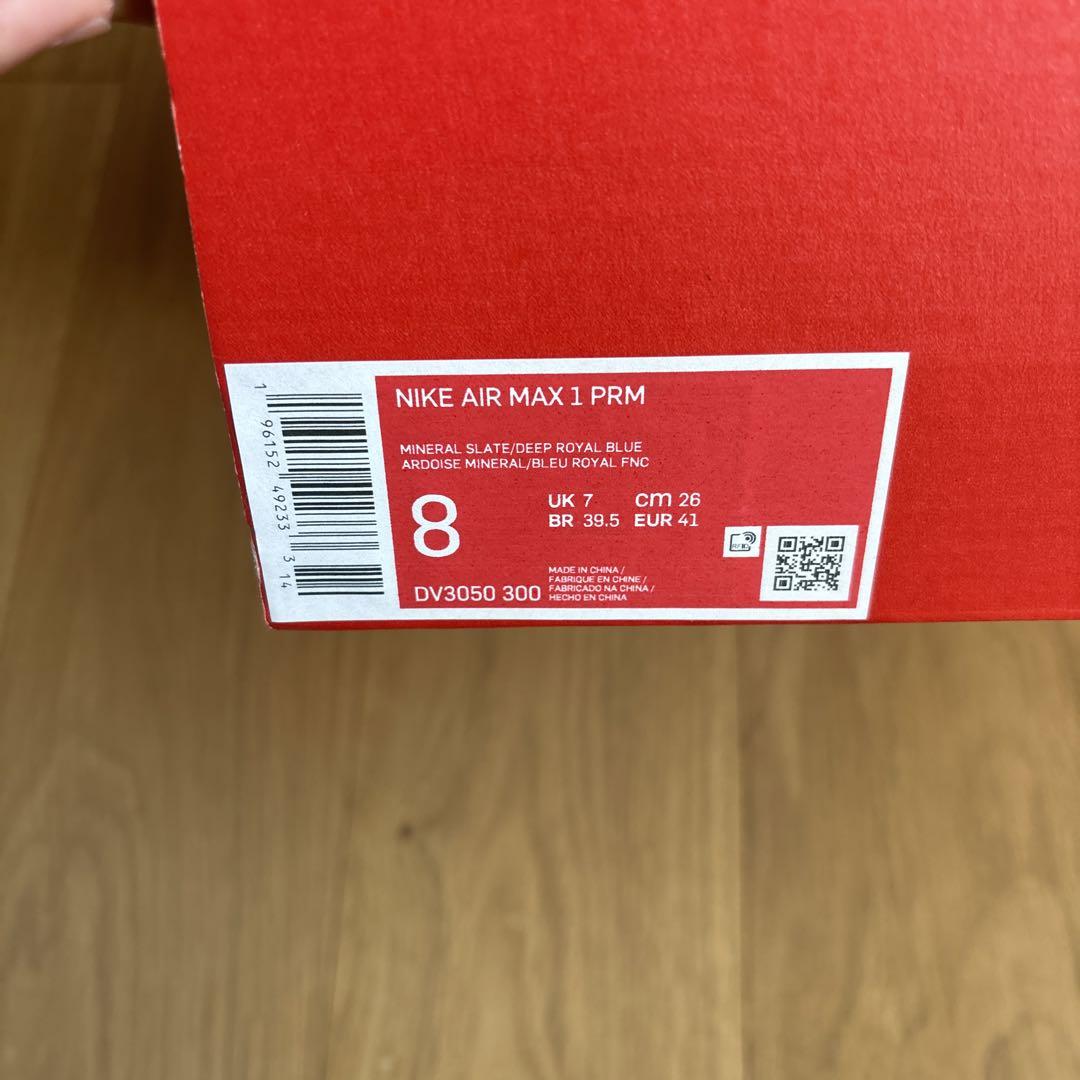 NIKE AIR MAX 1 PRM
MINERAL SLATE/DEEP ROYAL BLUE
ARDOISE MINERAL/BLEU ROYAL FNC
8
UK 7 cm 26
BR 39.5 EUR 41
DV3050 300
MADE IN CHINA /
FABRIQUE EN CHINE /
FABRICADO NA CHINA /
HECHO EN CHINA
RFID
1 96152 49233 3 14